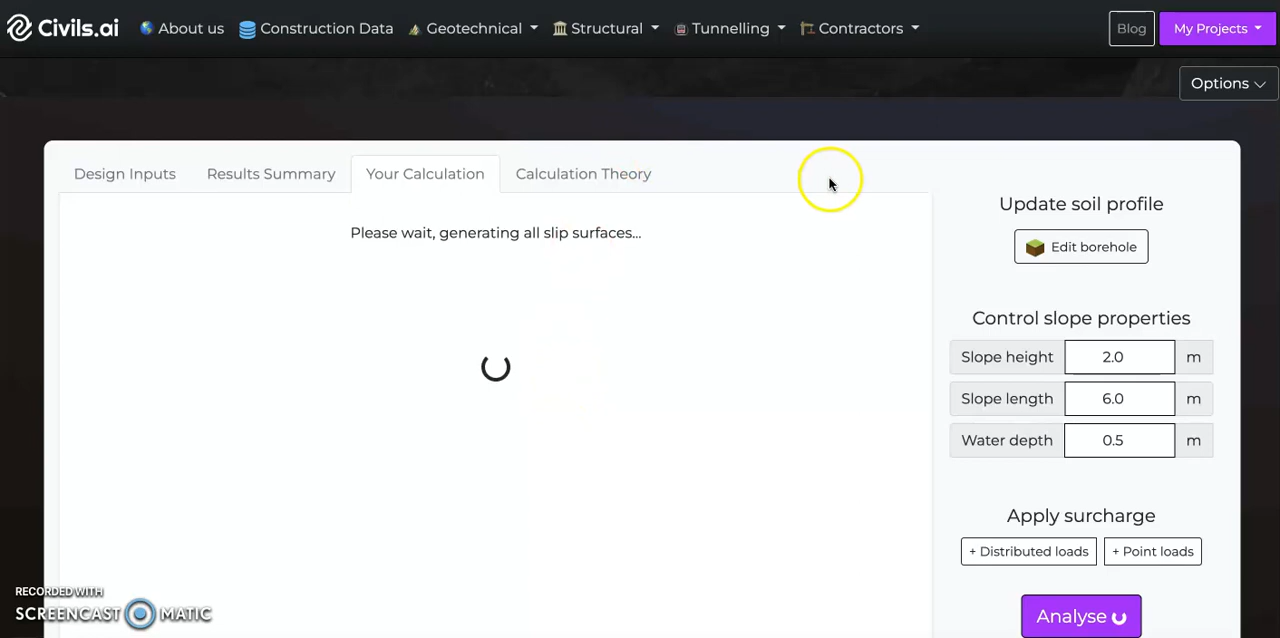 Civils.ai About us Construction Data Geotechnical Structural Tunnelling Contractors Blog My Projects
Options
Design Inputs Results Summary Your Calculation Calculation Theory
Please wait, generating all slip surfaces...
Update soil profile
Edit borehole
Control slope properties
Slope height 2.0 m
Slope length 6.0 m
Water depth 0.5 m
Apply surcharge
+ Distributed loads + Point loads
Analyse
RECORDED WITH
SCREENCAST MATIC